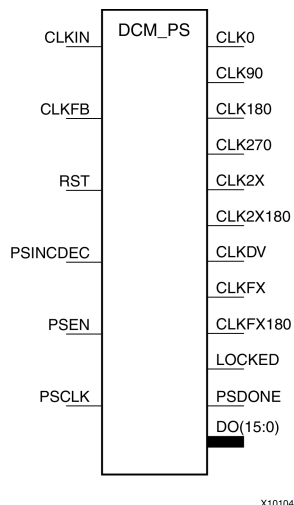 DCM_PS
CLKIN
CLK0
CLK90
CLKFB
CLK180
CLK270
RST
CLK2X
CLK2X180
PSINCDEC
CLKDV
CLKFX
PSEN
CLKFX180
LOCKED
PSCLK
PSDONE
DO(15:0)
X10104